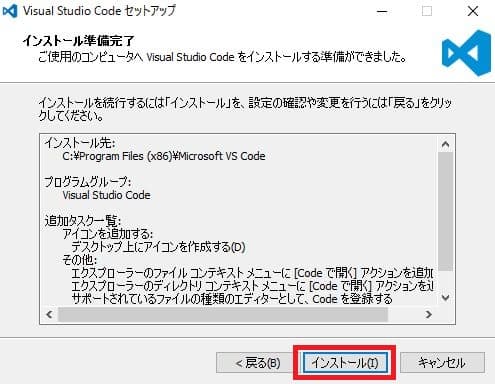 Visual Studio Code セットアップ
インストール準備完了
ご使用のコンピュータへ Visual Studio Code をインストールする準備ができました。
インストールを続行するには「インストール」を、設定の確認や変更を行うには「戻る」をクリッ
クしてください。
インストール先:
C:¥Program Files (x86)¥Microsoft VS Code
プログラムグループ:
Visual Studio Code
追加タスク一覧:
アイコンを追加する:
デスクトップ上にアイコンを作成する(D)
その他:
エクスプローラーのファイル コンテキスト メニューに [Code で開く] アクションを追加
エクスプローラーのディレクトリ コンテキスト メニューに [Code で開く] アクションを
サポートされているファイルの種類のエディターとして、Code を登録する
< 戻る(B) インストール(I) キャンセル